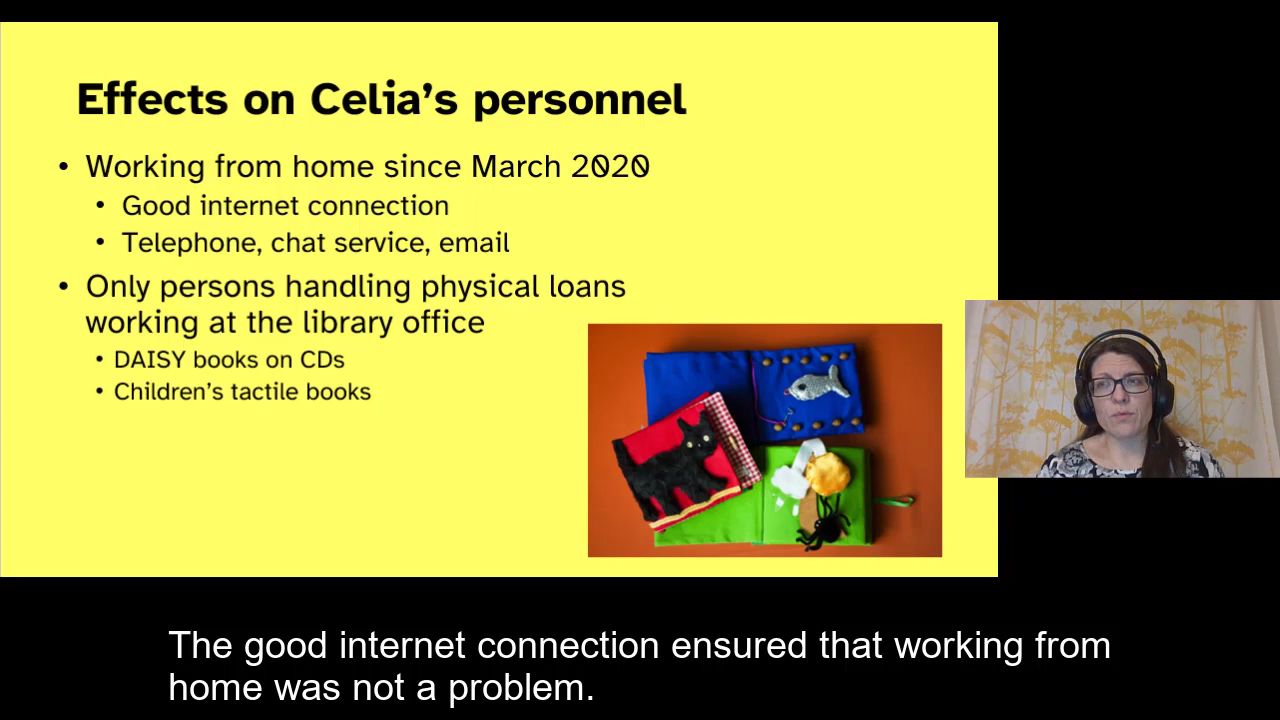 Effects on Celia’s personnel
• Working from home since March 2020
• Good internet connection
• Telephone, chat service, email
• Only persons handling physical loans
working at the library office
• DAISY books on CDs
• Children’s tactile books
The good internet connection ensured that working from
home was not a problem.